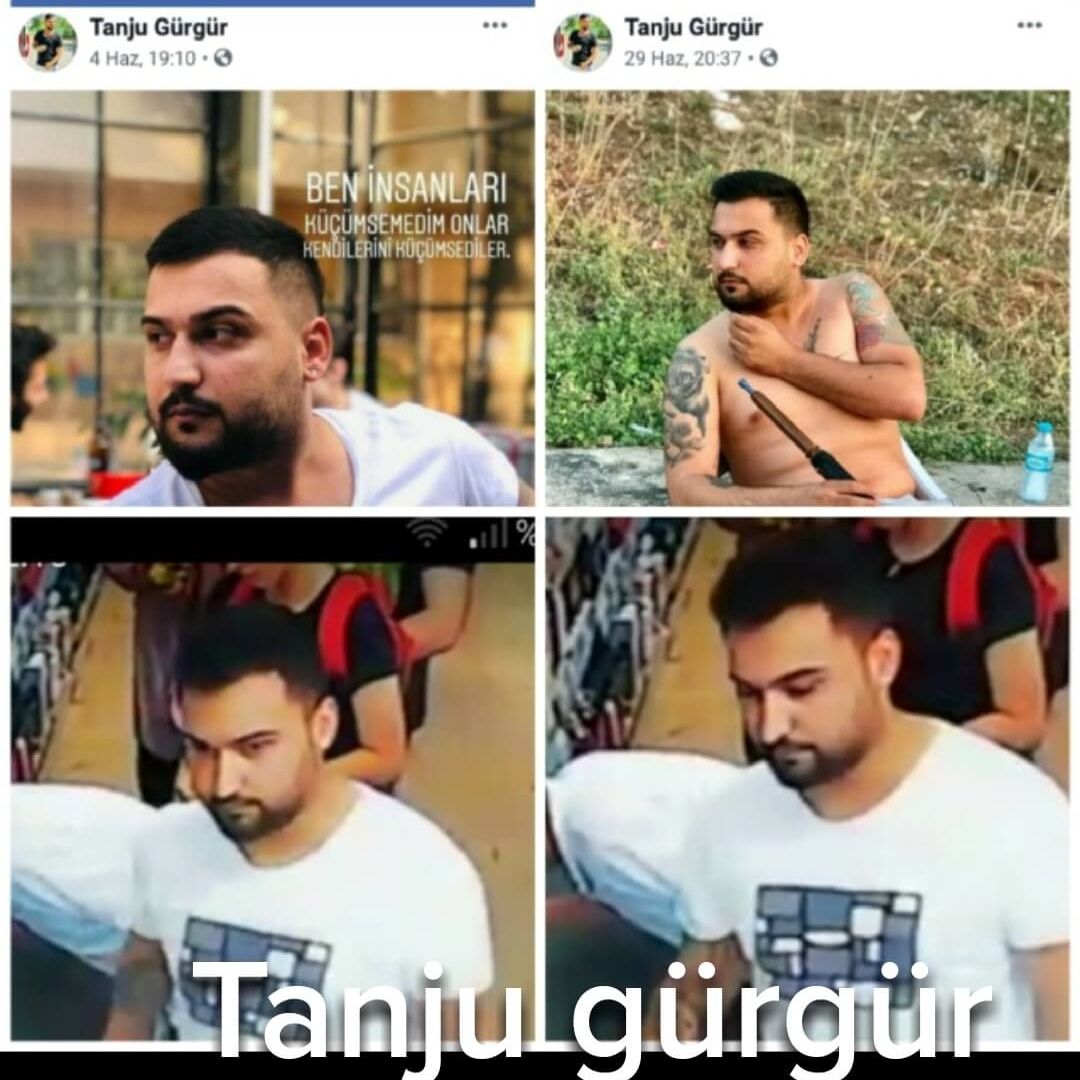 Tanju Gürgür
4 Haz, 19:10
BEN İNSANLARI
KÜÇÜMSEMEDİM ONLAR
KENDİLERİNİ KÜÇÜMSEDİLER.
Tanju Gürgür
29 Haz, 20:37
%
Tanju gürgür